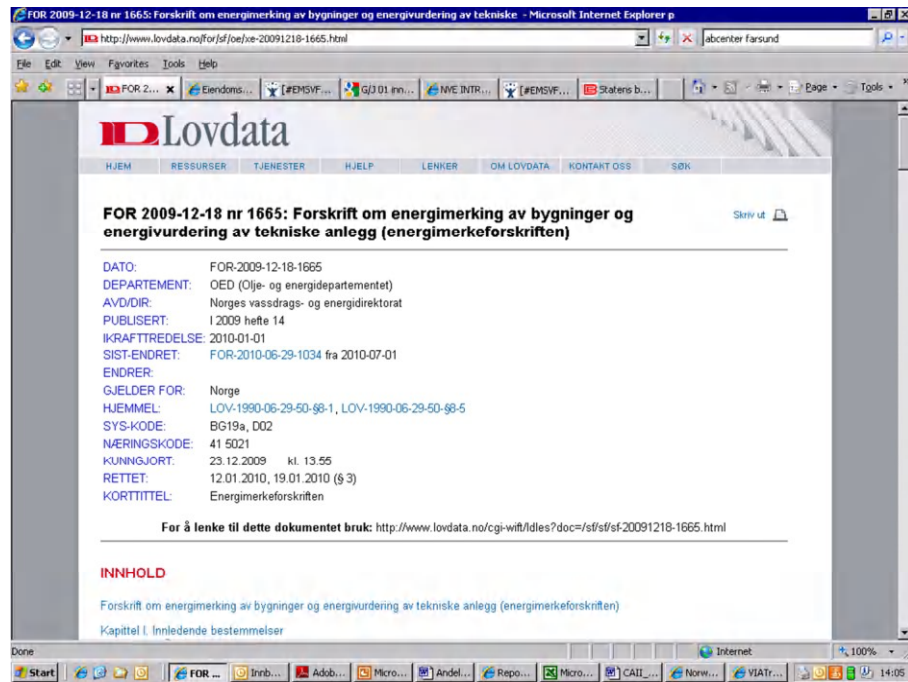 FOR 2009-12-18 nr 1665: Forskrift om energimerking av bygninger og energivurdering av tekniske - Microsoft Internet Explorer p
http://www.lovdata.no/for/sf/oe/xe-20091218-1665.html
abcenter farsund
File Edit View Favorites Tools Help
FOR 2... Eiendoms... [#EMSVF... G/J 01 inn... NVE INTR... [#EMSVF... Statens b... Page Tools
Lovdata
HJEM RESSURSER TJENESTER HJELP LENKER OM LOVDATA KONTAKT OSS SØK
FOR 2009-12-18 nr 1665: Forskrift om energimerking av bygninger og
energivurdering av tekniske anlegg (energimerkeforskriften)
Skriv ut
DATO: FOR-2009-12-18-1665
DEPARTEMENT: OED (Olje- og energidepartementet)
AVD/DIR: Norges vassdrags- og energidirektorat
PUBLISERT: I 2009 hefte 14
IKRAFTTREDELSE: 2010-01-01
SIST-ENDRET: FOR-2010-06-29-1034 fra 2010-07-01
ENDRER:
GJELDER FOR: Norge
HJEMMEL: LOV-1990-06-29-50-§8-1, LOV-1990-06-29-50-§8-5
SYS-KODE: BG19a, D02
NÆRINGSKODE: 41 5021
KUNNGJORT: 23.12.2009 kl. 13.55
RETTET: 12.01.2010, 19.01.2010 (§ 3)
KORTTITTEL: Energimerkeforskriften
For å lenke til dette dokumentet bruk: http://www.lovdata.no/cgi-wift/ldles?doc=/sf/sf/sf-20091218-1665.html
INNHOLD
Forskrift om energimerking av bygninger og energivurdering av tekniske anlegg (energimerkeforskriften)
Kapittel I. Innledende bestemmelser
Done Internet 100%
Start FOR ... Innb... Adob... Micro... Andel... Repo... Micro... CAII_... Norw... VIATr... 14:05